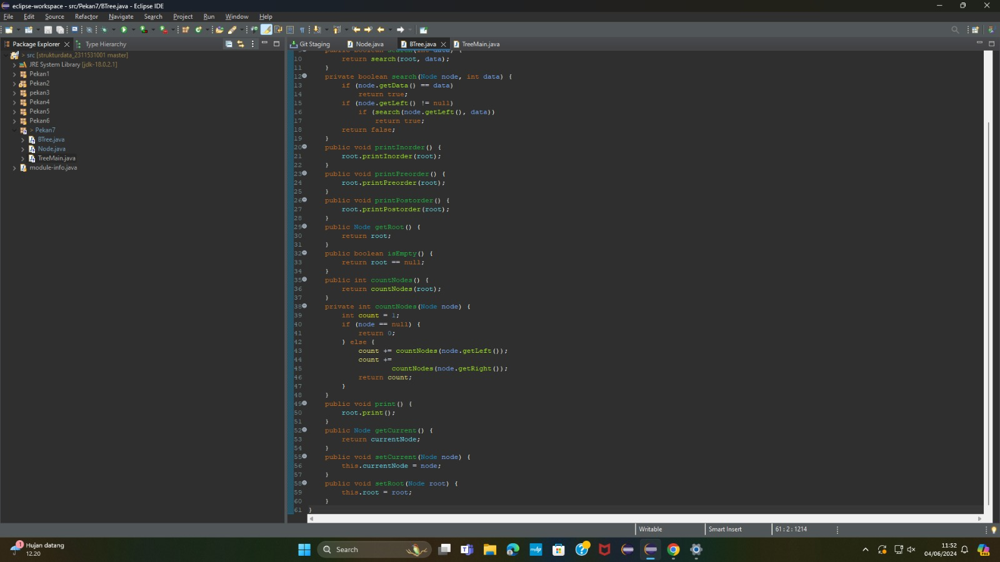 eclipse-workspace - src/Pekan7/BTree.java - Eclipse IDE
File Edit Source Refactor Navigate Search Project Run Window Help
Package Explorer Type Hierarchy
> src [strukturdata_2311531001 master]
JRE System Library [jdk-18.0.2.1]
Pekan1
Pekan2
pekan3
Pekan4
Pekan5
Pekan6
> Pekan7
BTree.java
Node.java
TreeMain.java
module-info.java
Git Staging Node.java BTree.java TreeMain.java
9 public boolean search(int data) {
10 return search(root, data);
11 }
12 private boolean search(Node node, int data) {
13 if (node.getData() == data)
14 return true;
15 if (node.getLeft() != null)
16 if (search(node.getLeft(), data))
17 return true;
18 return false;
19 }
20 public void printInorder() {
21 root.printInorder(root);
22 }
23 public void printPreorder() {
24 root.printPreorder(root);
25 }
26 public void printPostorder() {
27 root.printPostorder(root);
28 }
29 public Node getRoot() {
30 return root;
31 }
32 public boolean isEmpty() {
33 return root == null;
34 }
35 public int countNodes() {
36 return countNodes(root);
37 }
38 private int countNodes(Node node) {
39 int count = 1;
40 if (node == null) {
41 return 0;
42 } else {
43 count += countNodes(node.getLeft());
44 count +=
45 countNodes(node.getRight());
46 return count;
47 }
48 }
49 public void print() {
50 root.print();
51 }
52 public Node getCurrent() {
53 return currentNode;
54 }
55 public void setCurrent(Node node) {
56 this.currentNode = node;
57 }
58 public void setRoot(Node root) {
59 this.root = root;
60 }
61 }
Writable Smart Insert 61 : 2 : 1214
1
Hujan datang
12.20
Search
myhp
11:52
04/06/2024
PRE